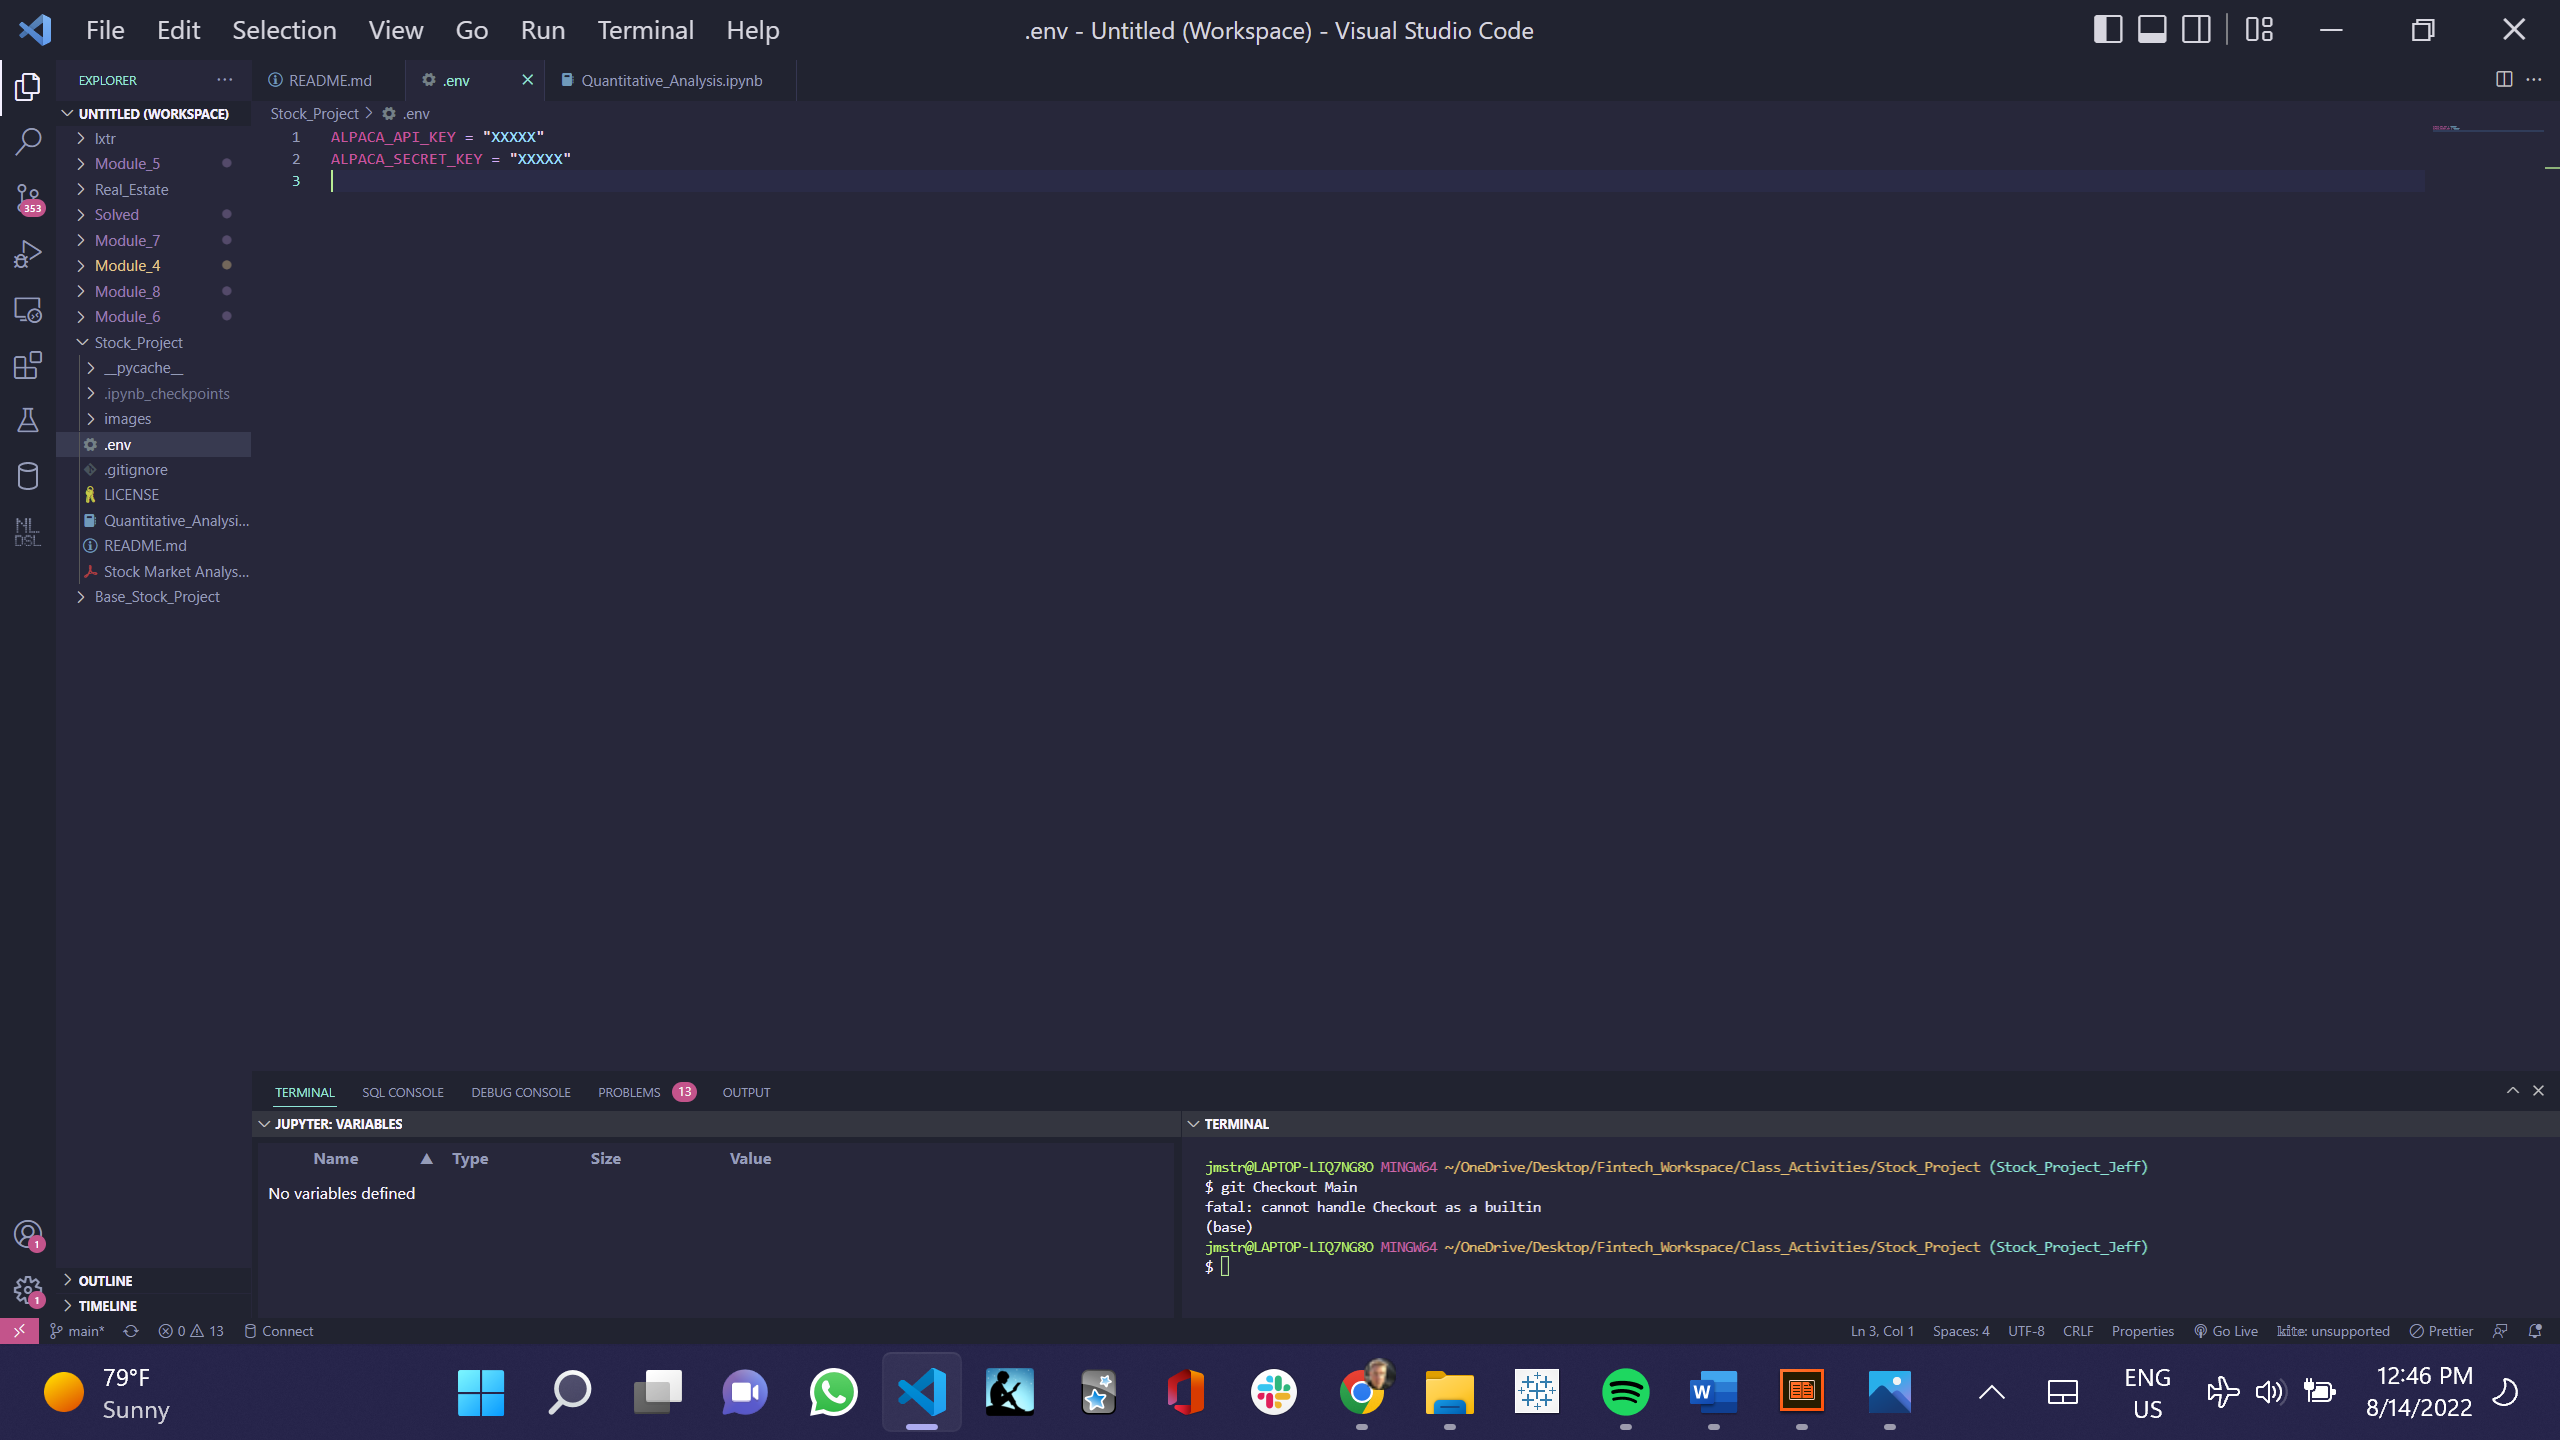 File Edit Selection View Go Run Terminal Help
.env - Untitled (Workspace) - Visual Studio Code
EXPLORER
README.md
.env
Quantitative_Analysis.ipynb
UNTITLED (WORKSPACE)
lxtr
Module_5
Real_Estate
Solved
Module_7
Module_4
Module_8
Module_6
Stock_Project
__pycache__
.ipynb_checkpoints
images
.env
.gitignore
LICENSE
Quantitative_Analysi...
README.md
Stock Market Analys...
Base_Stock_Project
353
NL
DSL
Stock_Project > .env
1 ALPACA_API_KEY = "XXXXX"
2 ALPACA_SECRET_KEY = "XXXXX"
3
TERMINAL SQL CONSOLE DEBUG CONSOLE PROBLEMS 13 OUTPUT
JUPYTER: VARIABLES
Name Type Size Value
No variables defined
TERMINAL
jmstr@LAPTOP-LIQ7NG8O MINGW64 ~/OneDrive/Desktop/Fintech_Workspace/Class_Activities/Stock_Project (Stock_Project_Jeff)
$ git Checkout Main
fatal: cannot handle Checkout as a builtin
(base)
jmstr@LAPTOP-LIQ7NG8O MINGW64 ~/OneDrive/Desktop/Fintech_Workspace/Class_Activities/Stock_Project (Stock_Project_Jeff)
$
1
1
OUTLINE
TIMELINE
main* 0 13 Connect
Ln 3, Col 1 Spaces: 4 UTF-8 CRLF Properties Go Live kite: unsupported Prettier
79°F
Sunny
W
ENG
US
12:46 PM
8/14/2022